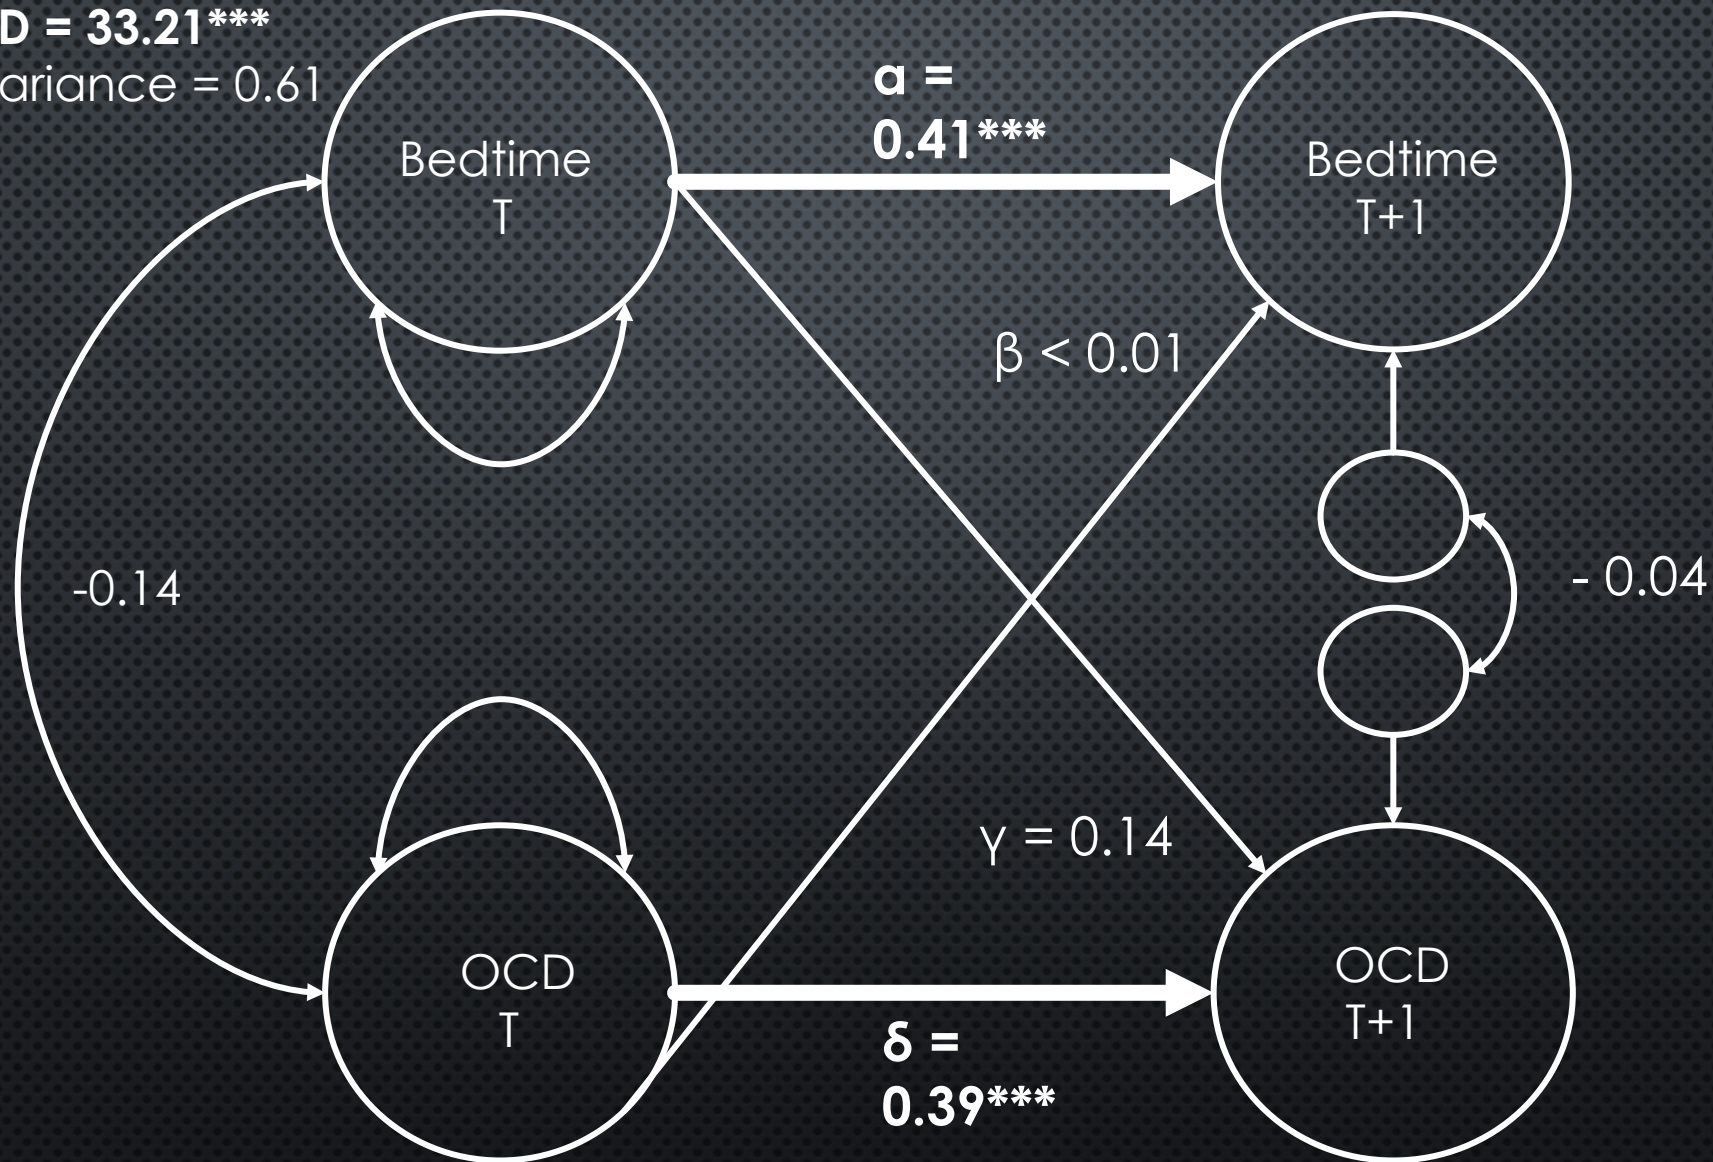 D = 33.21***
ariance = 0.61
α =
0.41***
Bedtime
T
Bedtime
T+1
β < 0.01
-0.14
- 0.04
γ = 0.14
OCD
T
OCD
T+1
δ =
0.39***